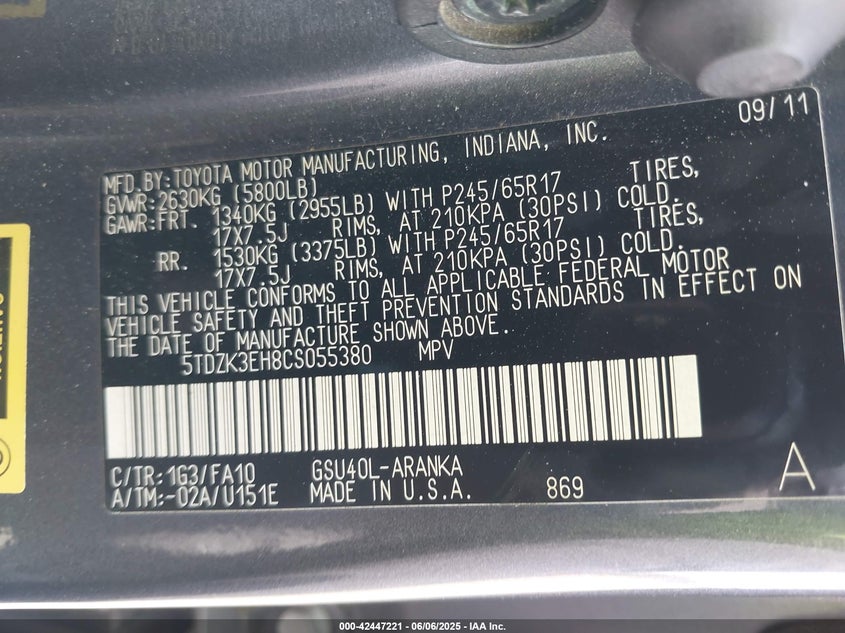 09/11
MFD.BY:TOYOTA MOTOR MANUFACTURING, INDIANA, INC.
GVWR:2630KG (5800LB)
GAWR:FRT. 1340KG (2955LB) WITH P245/65R17 TIRES,
17X7.5J RIMS, AT 210KPA (30PSI) COLD.
RR. 1530KG (3375LB) WITH P245/65R17 TIRES,
17X7.5J RIMS, AT 210KPA (30PSI) COLD.
THIS VEHICLE CONFORMS TO ALL APPLICABLE FEDERAL MOTOR
VEHICLE SAFETY AND THEFT PREVENTION STANDARDS IN EFFECT ON
THE DATE OF MANUFACTURE SHOWN ABOVE.
5TDZK3EH8CS055380 MPV
C/TR:1G3/FA10 GSU40L-ARANKA
A/TM:-02A/U151E MADE IN U.S.A. 869 A
000-42447221 | 06/06/2025 - IAA Inc.